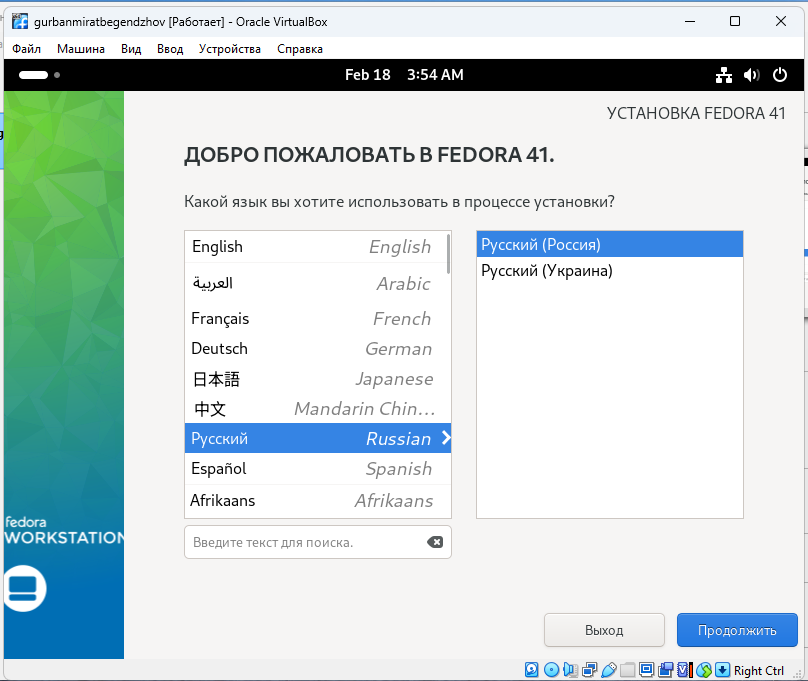 gurbanmiratbegendzhov [Работает] - Oracle VirtualBox
Файл Машина Вид Ввод Устройства Справка
Feb 18 3:54 AM
УСТАНОВКА FEDORA 41
ДОБРО ПОЖАЛОВАТЬ В FEDORA 41.
Какой язык вы хотите использовать в процессе установки?
English English
العربية Arabic
Français French
Deutsch German
日本語 Japanese
中文 Mandarin Chin…
Русский Russian
Español Spanish
Afrikaans Afrikaans
Русский (Россия)
Русский (Украина)
Введите текст для поиска.
fedora
WORKSTATION
Выход Продолжить
Right Ctrl